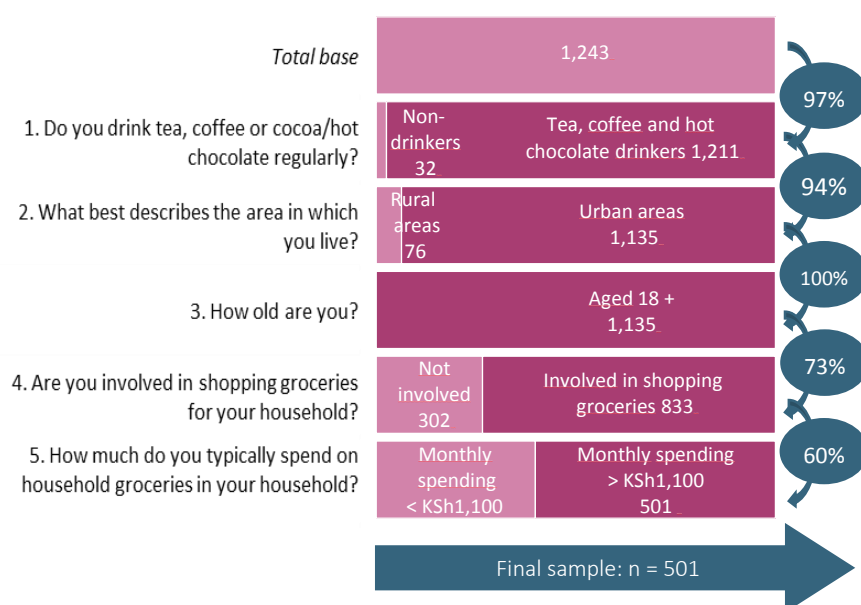 Total base
1,243
97%
1. Do you drink tea, coffee or cocoa/hot
chocolate regularly?
Non-
drinkers
32
Tea, coffee and hot
chocolate drinkers 1,211
94%
2. What best describes the area in which
you live?
Rural
areas
76
Urban areas
1,135
100%
3. How old are you?
Aged 18 +
1,135
73%
4. Are you involved in shopping groceries
for your household?
Not
involved
302
Involved in shopping
groceries 833
60%
5. How much do you typically spend on
household groceries in your household?
Monthly
spending
< KSh1,100
Monthly spending
> KSh1,100
501
Final sample: n = 501